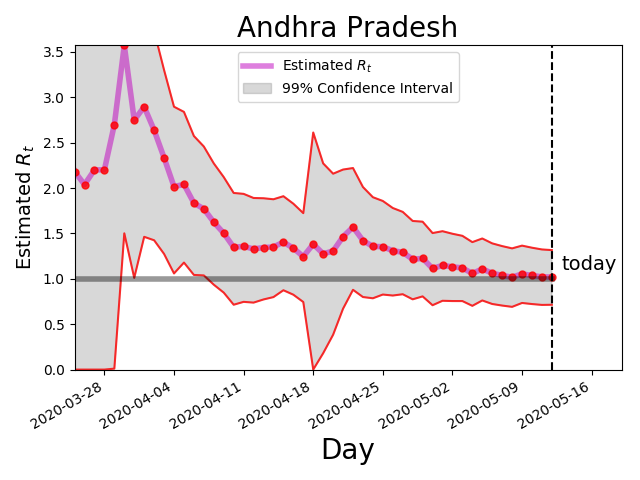 Andhra Pradesh
Estimated Rt
99% Confidence Interval
3.5
3.0
2.5
2.0
1.5
1.0
0.5
0.0
Estimated Rt
today
2020-03-28
2020-04-04
2020-04-11
2020-04-18
2020-04-25
2020-05-02
2020-05-09
2020-05-16
Day